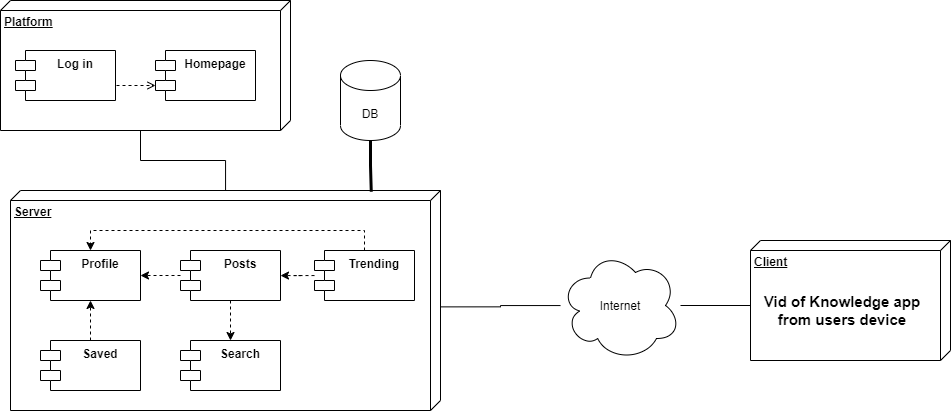 Platform
Log in
Homepage
DB
Server
Profile
Posts
Trending
Saved
Search
Internet
Client
Vid of Knowledge app
from users device